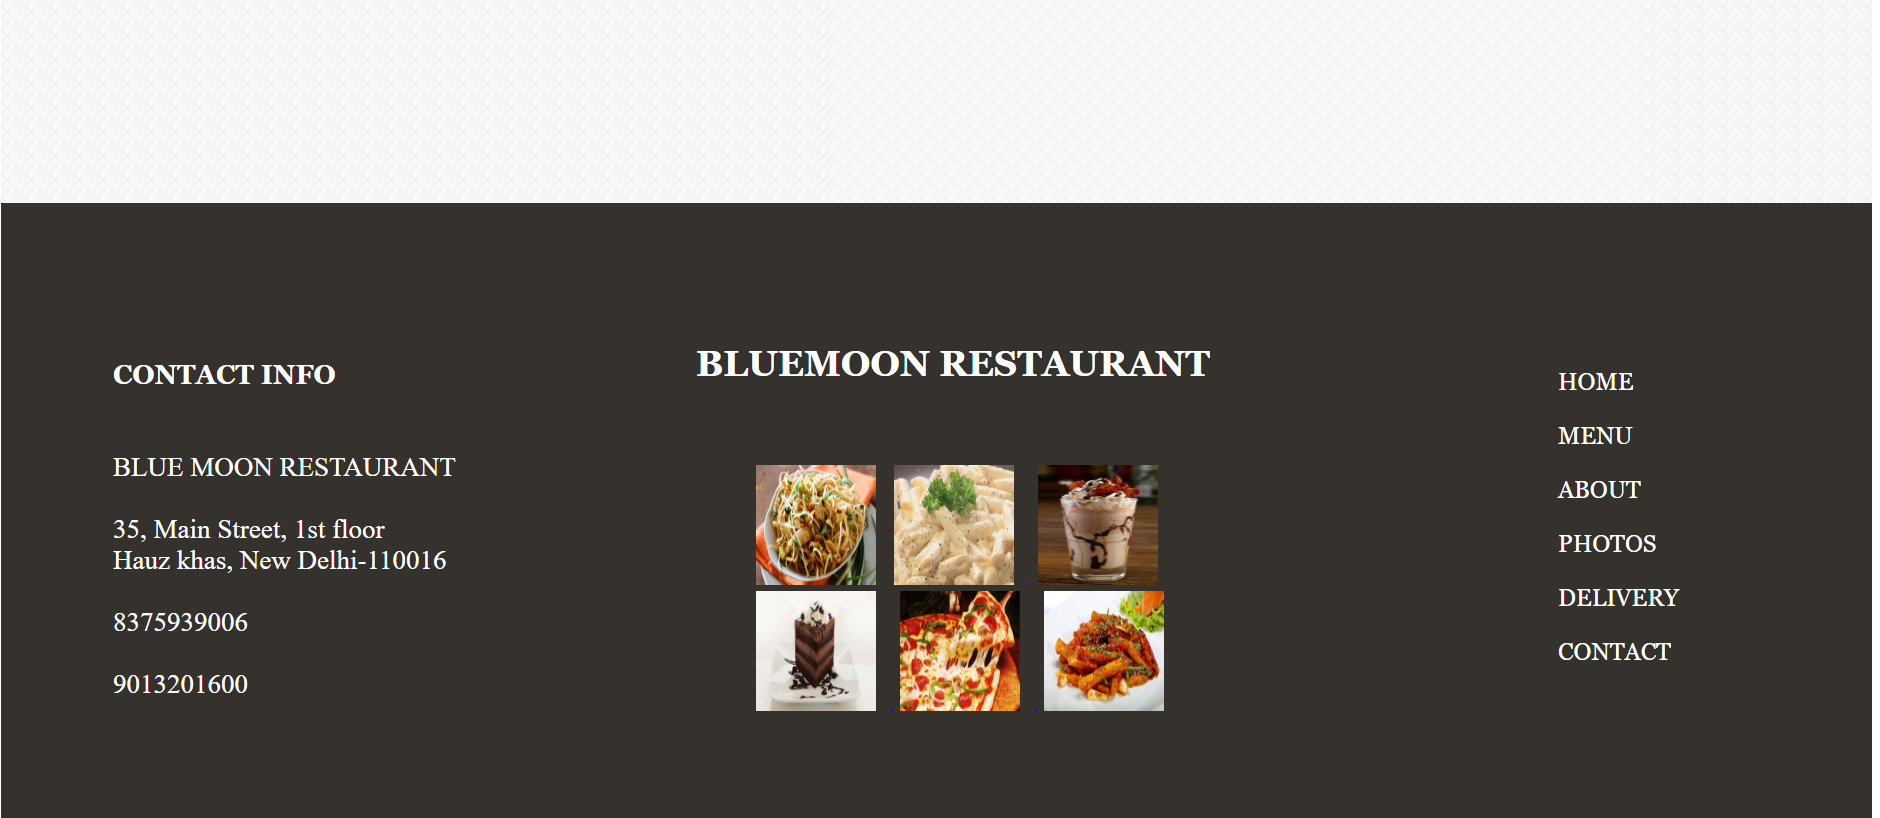 CONTACT INFO
BLUE MOON RESTAURANT
35, Main Street, 1st floor
Hauz khas, New Delhi-110016
8375939006
9013201600
BLUEMOON RESTAURANT
HOME
MENU
ABOUT
PHOTOS
DELIVERY
CONTACT